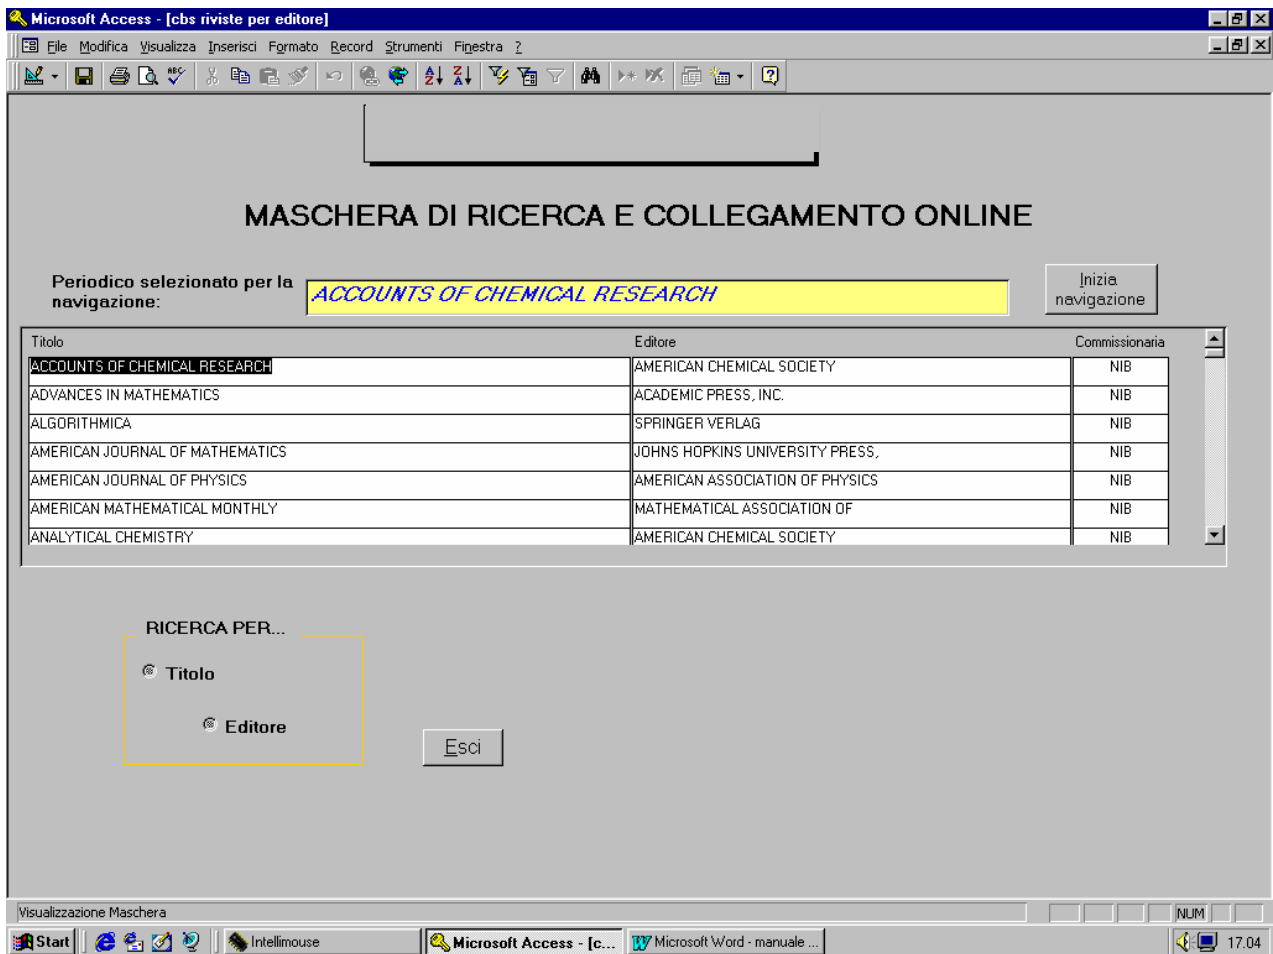 Microsoft Access - [cbs riviste per editore]
File Modifica Visualizza Inserisci Formato Record Strumenti Finestra ?
MASCHERA DI RICERCA E COLLEGAMENTO ONLINE
Periodico selezionato per la
navigazione:
ACCOUNTS OF CHEMICAL RESEARCH
Inizia
navigazione
Titolo Editore Commissionaria
ACCOUNTS OF CHEMICAL RESEARCH AMERICAN CHEMICAL SOCIETY NIB
ADVANCES IN MATHEMATICS ACADEMIC PRESS, INC. NIB
ALGORITHMICA SPRINGER VERLAG NIB
AMERICAN JOURNAL OF MATHEMATICS JOHNS HOPKINS UNIVERSITY PRESS, NIB
AMERICAN JOURNAL OF PHYSICS AMERICAN ASSOCIATION OF PHYSICS NIB
AMERICAN MATHEMATICAL MONTHLY MATHEMATICAL ASSOCIATION OF NIB
ANALYTICAL CHEMISTRY AMERICAN CHEMICAL SOCIETY NIB
RICERCA PER...
Titolo
Editore
Esci
Visualizzazione Maschera NUM
Start Intellimouse Microsoft Access - [c... Microsoft Word - manuale ... 17.04